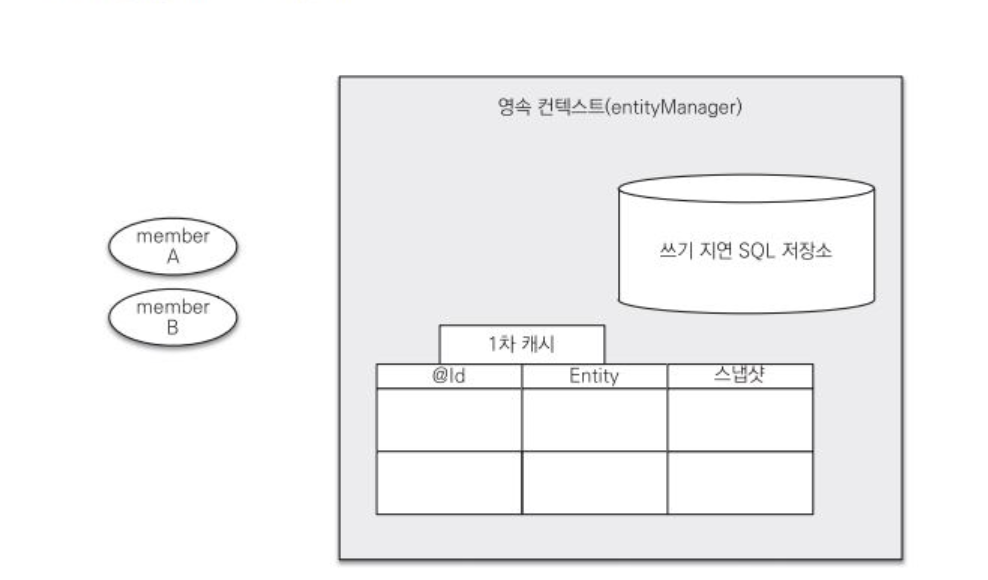 영속 컨텍스트(entityManager)
쓰기 지연 SQL 저장소
member
A
member
B
1차 캐시
@Id Entity 스냅샷